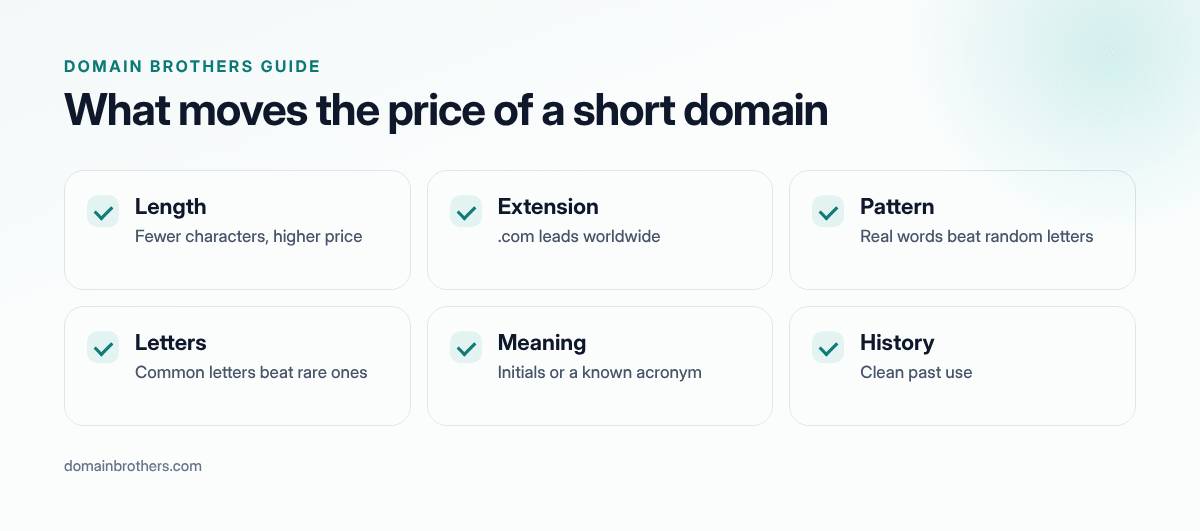 DOMAIN BROTHERS GUIDE
What moves the price of a short domain
Length
Fewer characters, higher price
Extension
.com leads worldwide
Pattern
Real words beat random letters
Letters
Common letters beat rare ones
Meaning
Initials or a known acronym
History
Clean past use
domainbrothers.com